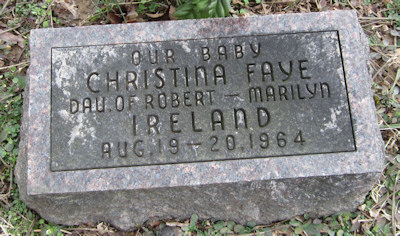 OUR BABY
CHRISTINA FAYE
DAU. OF ROBERT – MARILYN
IRELAND
AUG. 19 – 20. 1964